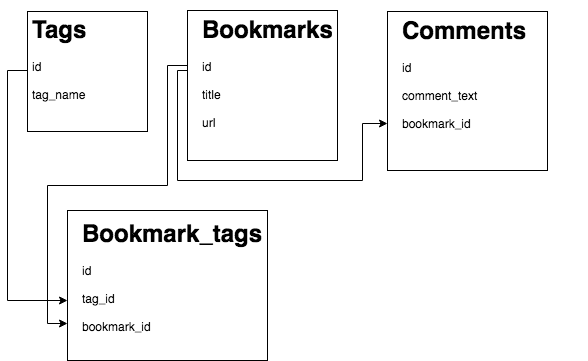 Tags
id
tag_name
Bookmarks
id
title
url
Comments
id
comment_text
bookmark_id
Bookmark_tags
id
tag_id
bookmark_id